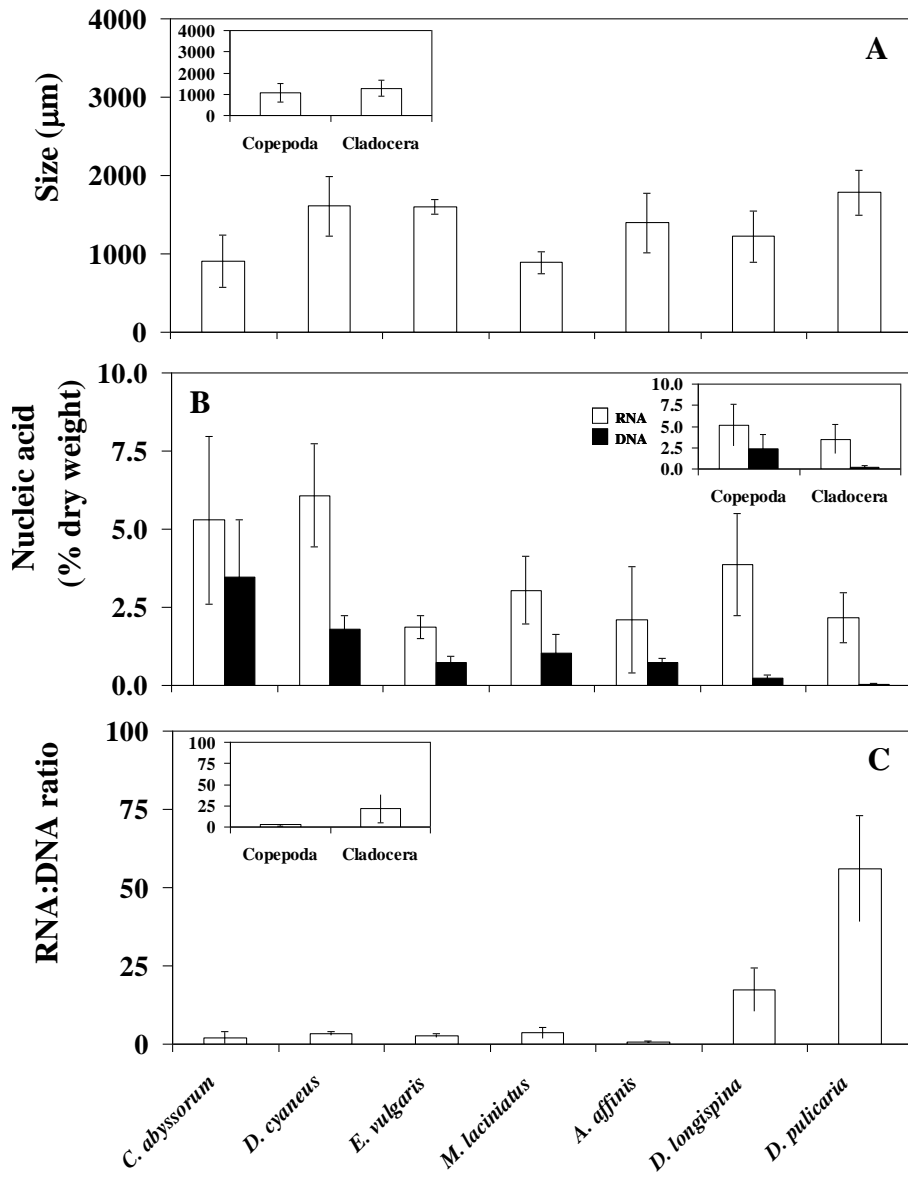 A
Size (µm)
4000
3000
2000
1000
0
4000
3000
2000
1000
0
Copepoda Cladocera
B
Nucleic acid
(% dry weight)
10.0
7.5
5.0
2.5
0.0
RNA
DNA
10.0
7.5
5.0
2.5
0.0
Copepoda Cladocera
C
RNA:DNA ratio
100
75
50
25
0
100
75
50
25
0
Copepoda Cladocera
C. abyssorum
D. cyaneus
E. vulgaris
M. laciniatus
A. affinis
D. longispina
D. pulicaria